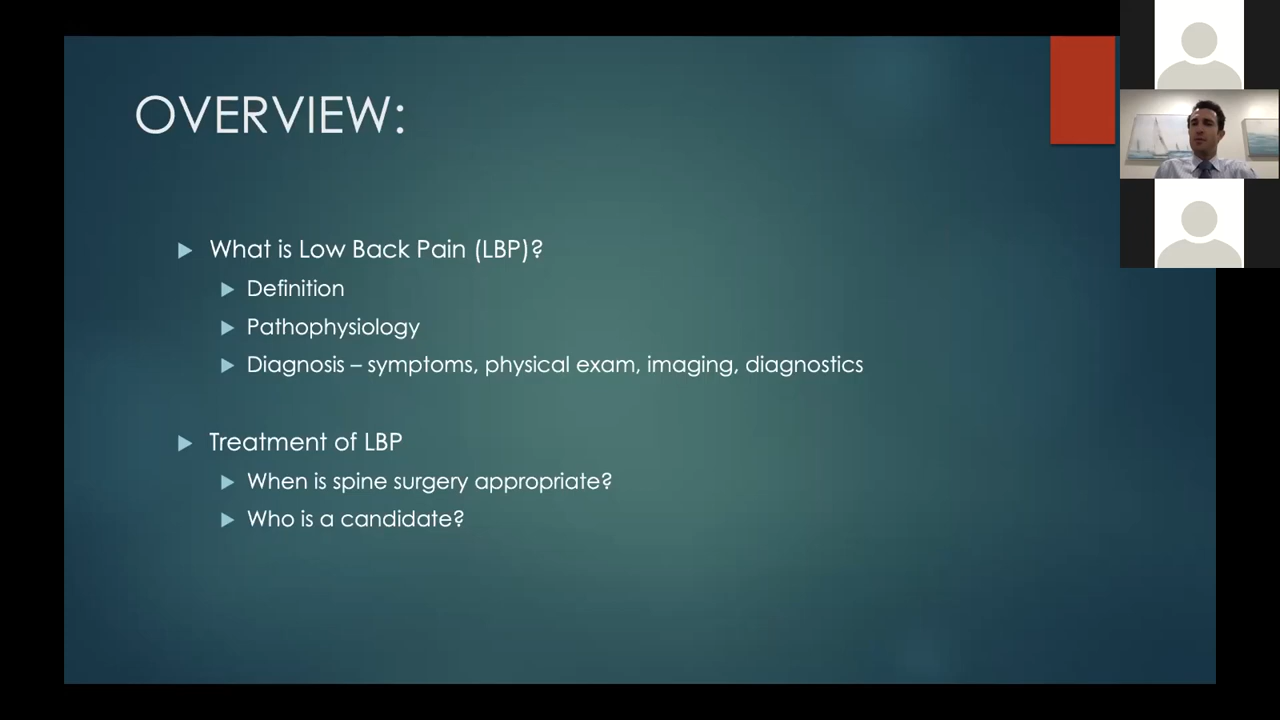 OVERVIEW:
What is Low Back Pain (LBP)?
Definition
Pathophysiology
Diagnosis – symptoms, physical exam, imaging, diagnostics
Treatment of LBP
When is spine surgery appropriate?
Who is a candidate?